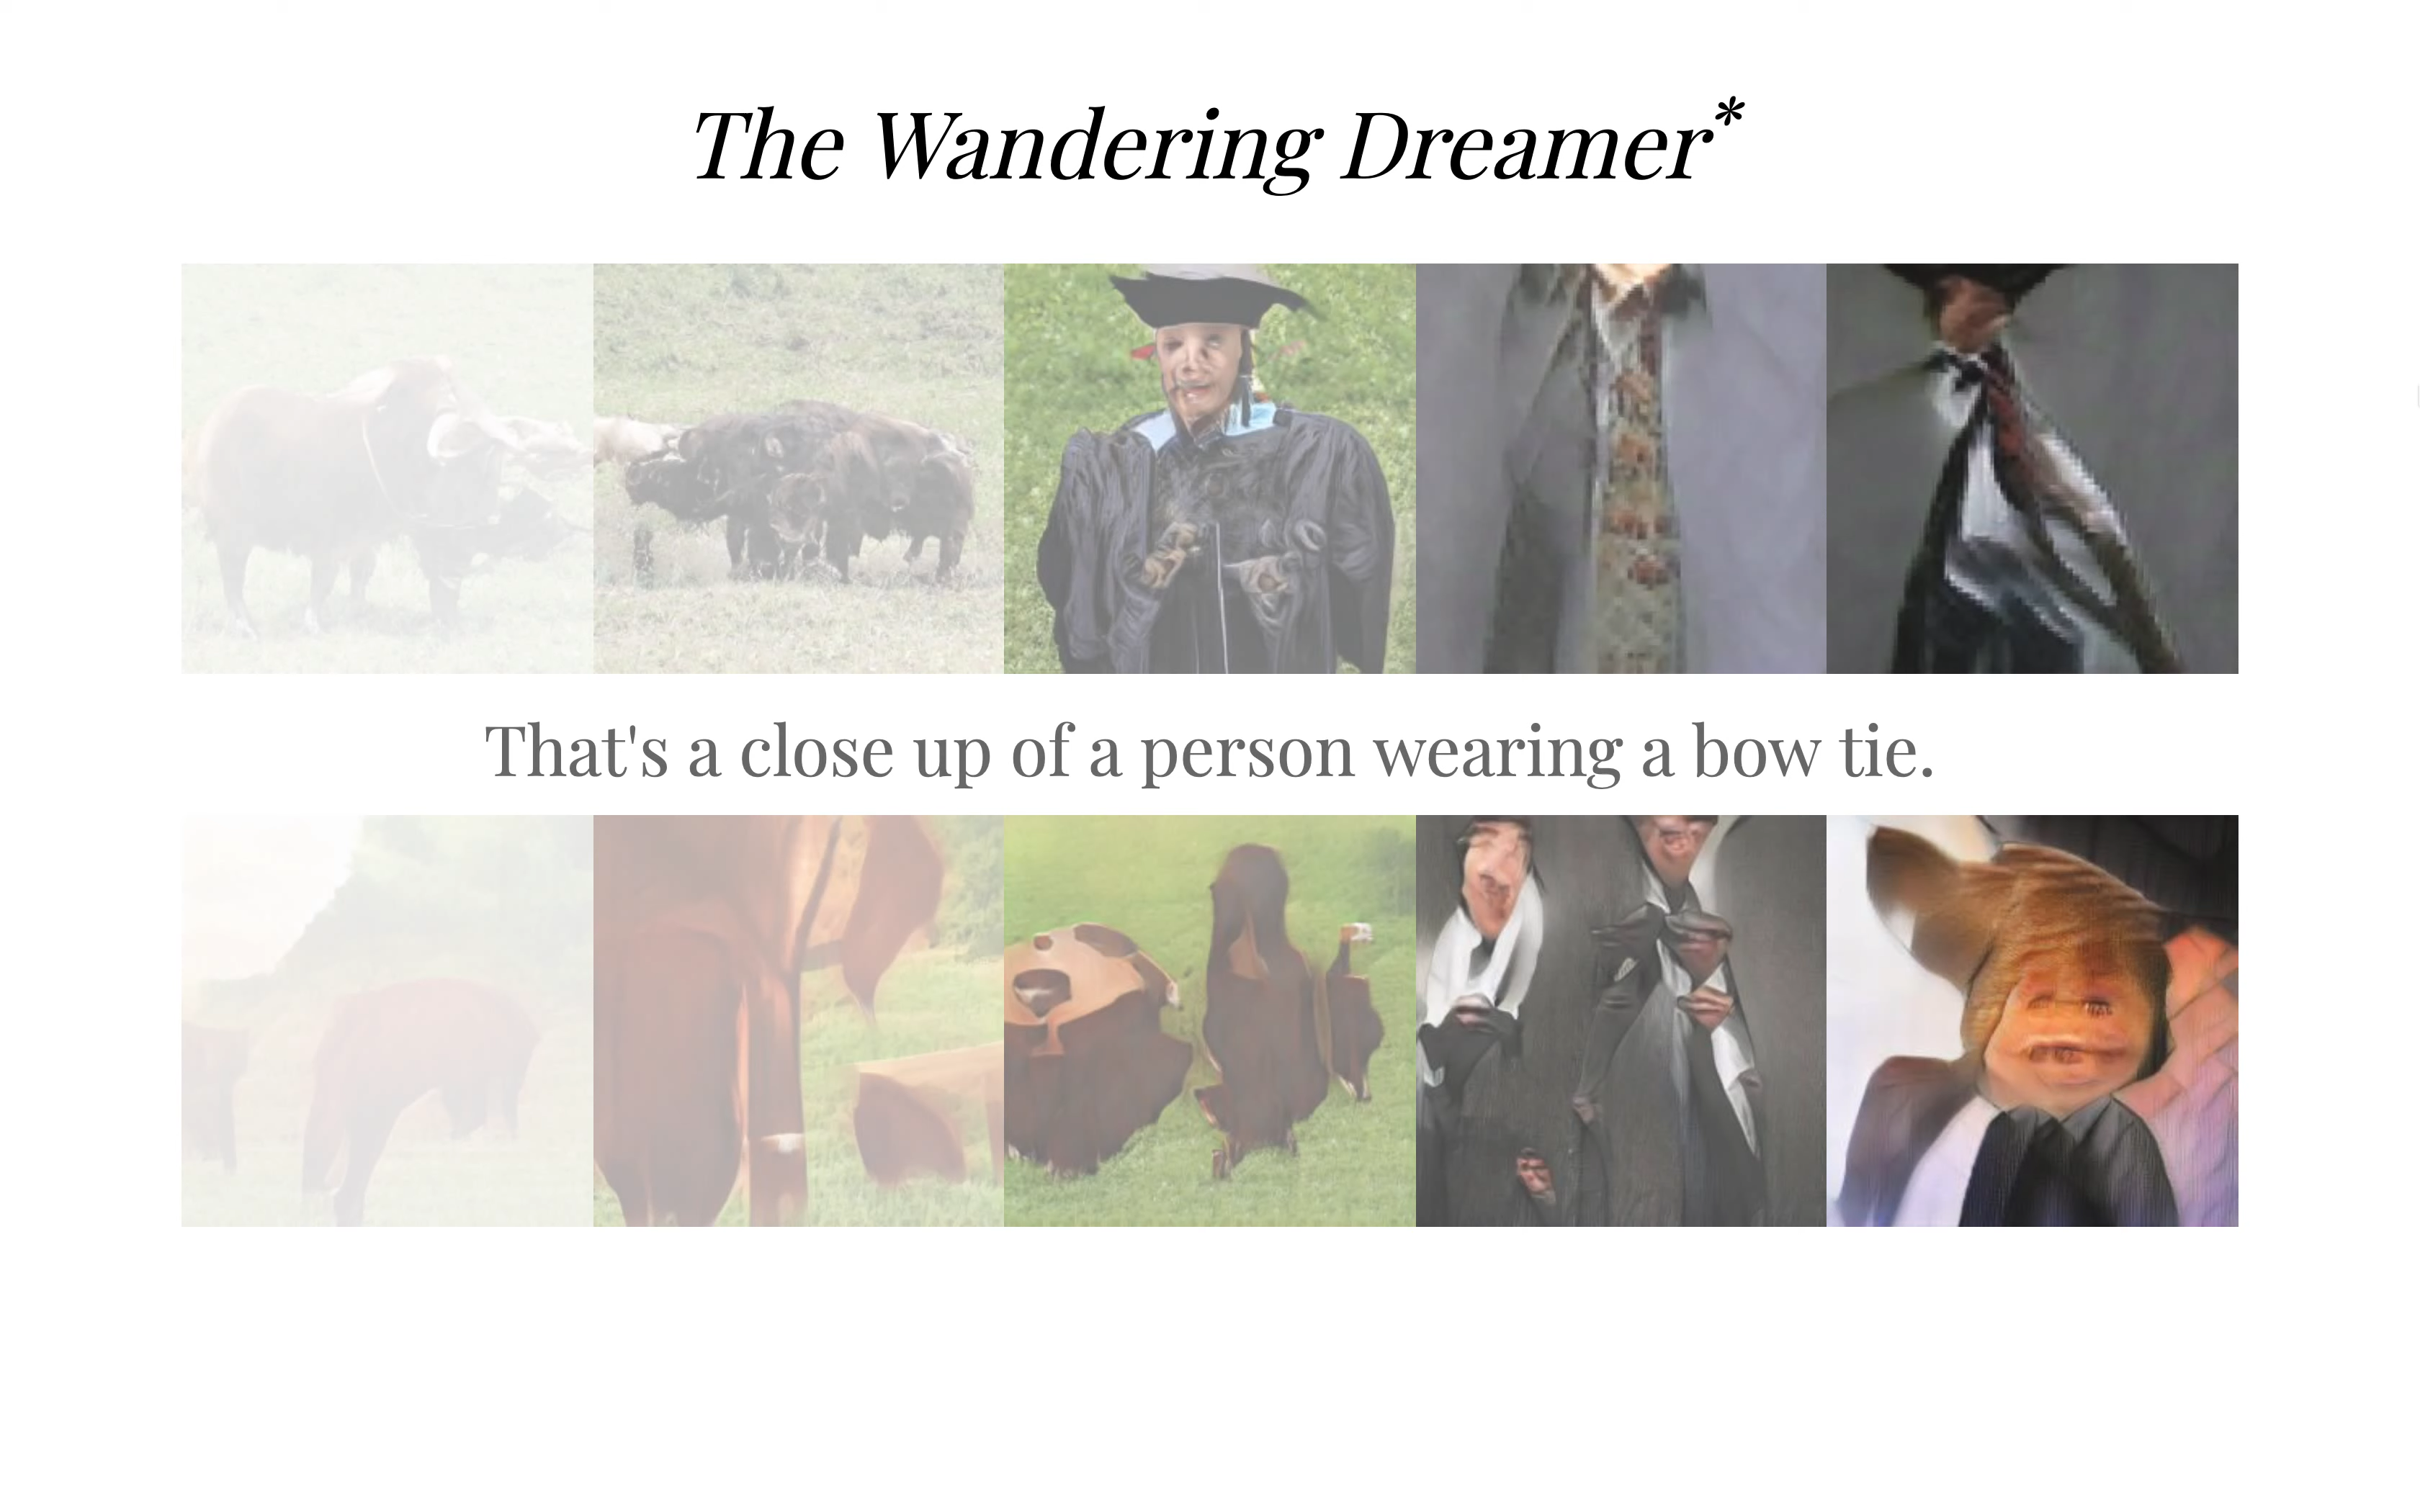 The Wandering Dreamer*
That's a close up of a person wearing a bow tie.